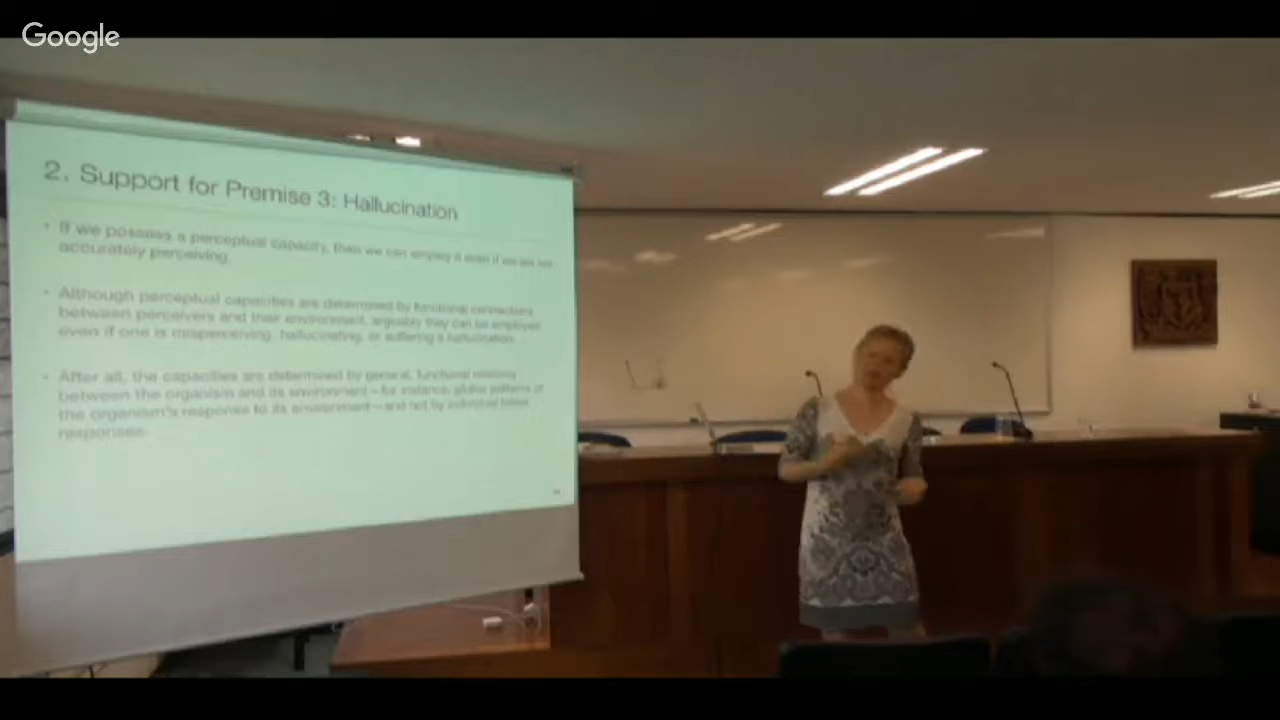 Google
2. Support for Premise 3: Hallucination
If we possess a perceptual capacity, then we can employ it even if we are not
accurately perceiving.
Although perceptual capacities are determined by functional connections
between perceivers and their environment, arguably they can be employed
even if one is misperceiving, hallucinating, or suffering a hallucination.
After all, the capacities are determined by general, functional relations
between the organism and its environment—for instance, global patterns of
the organism's response to its environment—and not by individual token
responses.